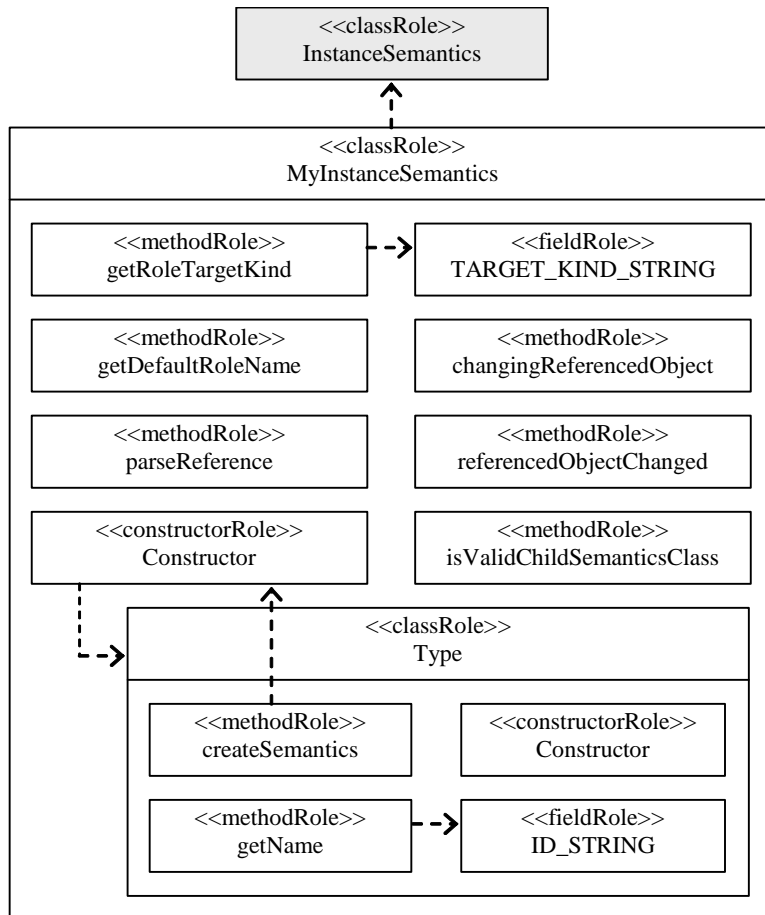 <<classRole>>
InstanceSemantics
<<classRole>>
MyInstanceSemantics
<<methodRole>>
getRoleTargetKind
<<fieldRole>>
TARGET_KIND_STRING
<<methodRole>>
getDefaultRoleName
<<methodRole>>
changingReferencedObject
<<methodRole>>
parseReference
<<methodRole>>
referencedObjectChanged
<<constructorRole>>
Constructor
<<methodRole>>
isValidChildSemanticsClass
<<classRole>>
Type
<<methodRole>>
createSemantics
<<constructorRole>>
Constructor
<<methodRole>>
getName
<<fieldRole>>
ID_STRING